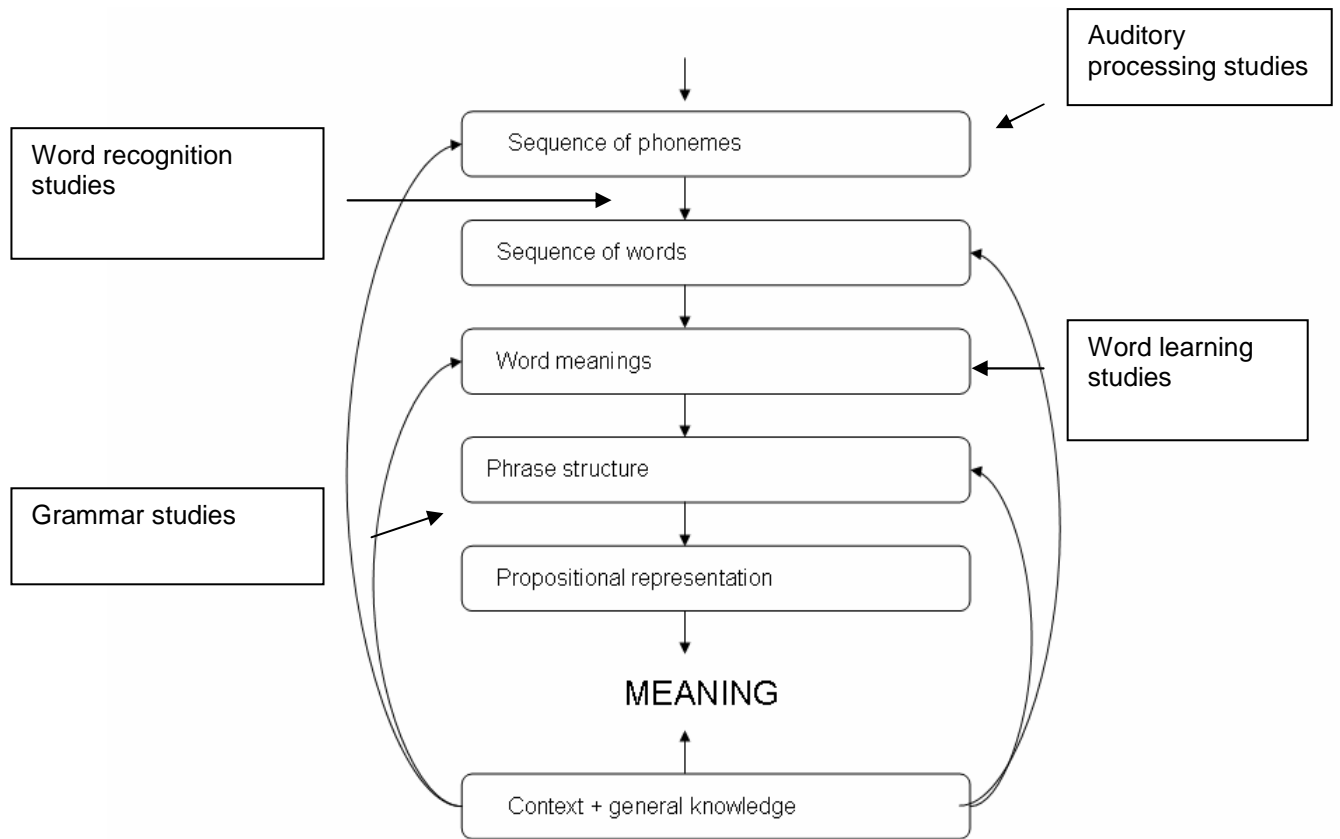 Auditory
processing studies
Sequence of phonemes
Word recognition
studies
Sequence of words
Word meanings
Word learning
studies
Phrase structure
Grammar studies
Propositional representation
MEANING
Context + general knowledge